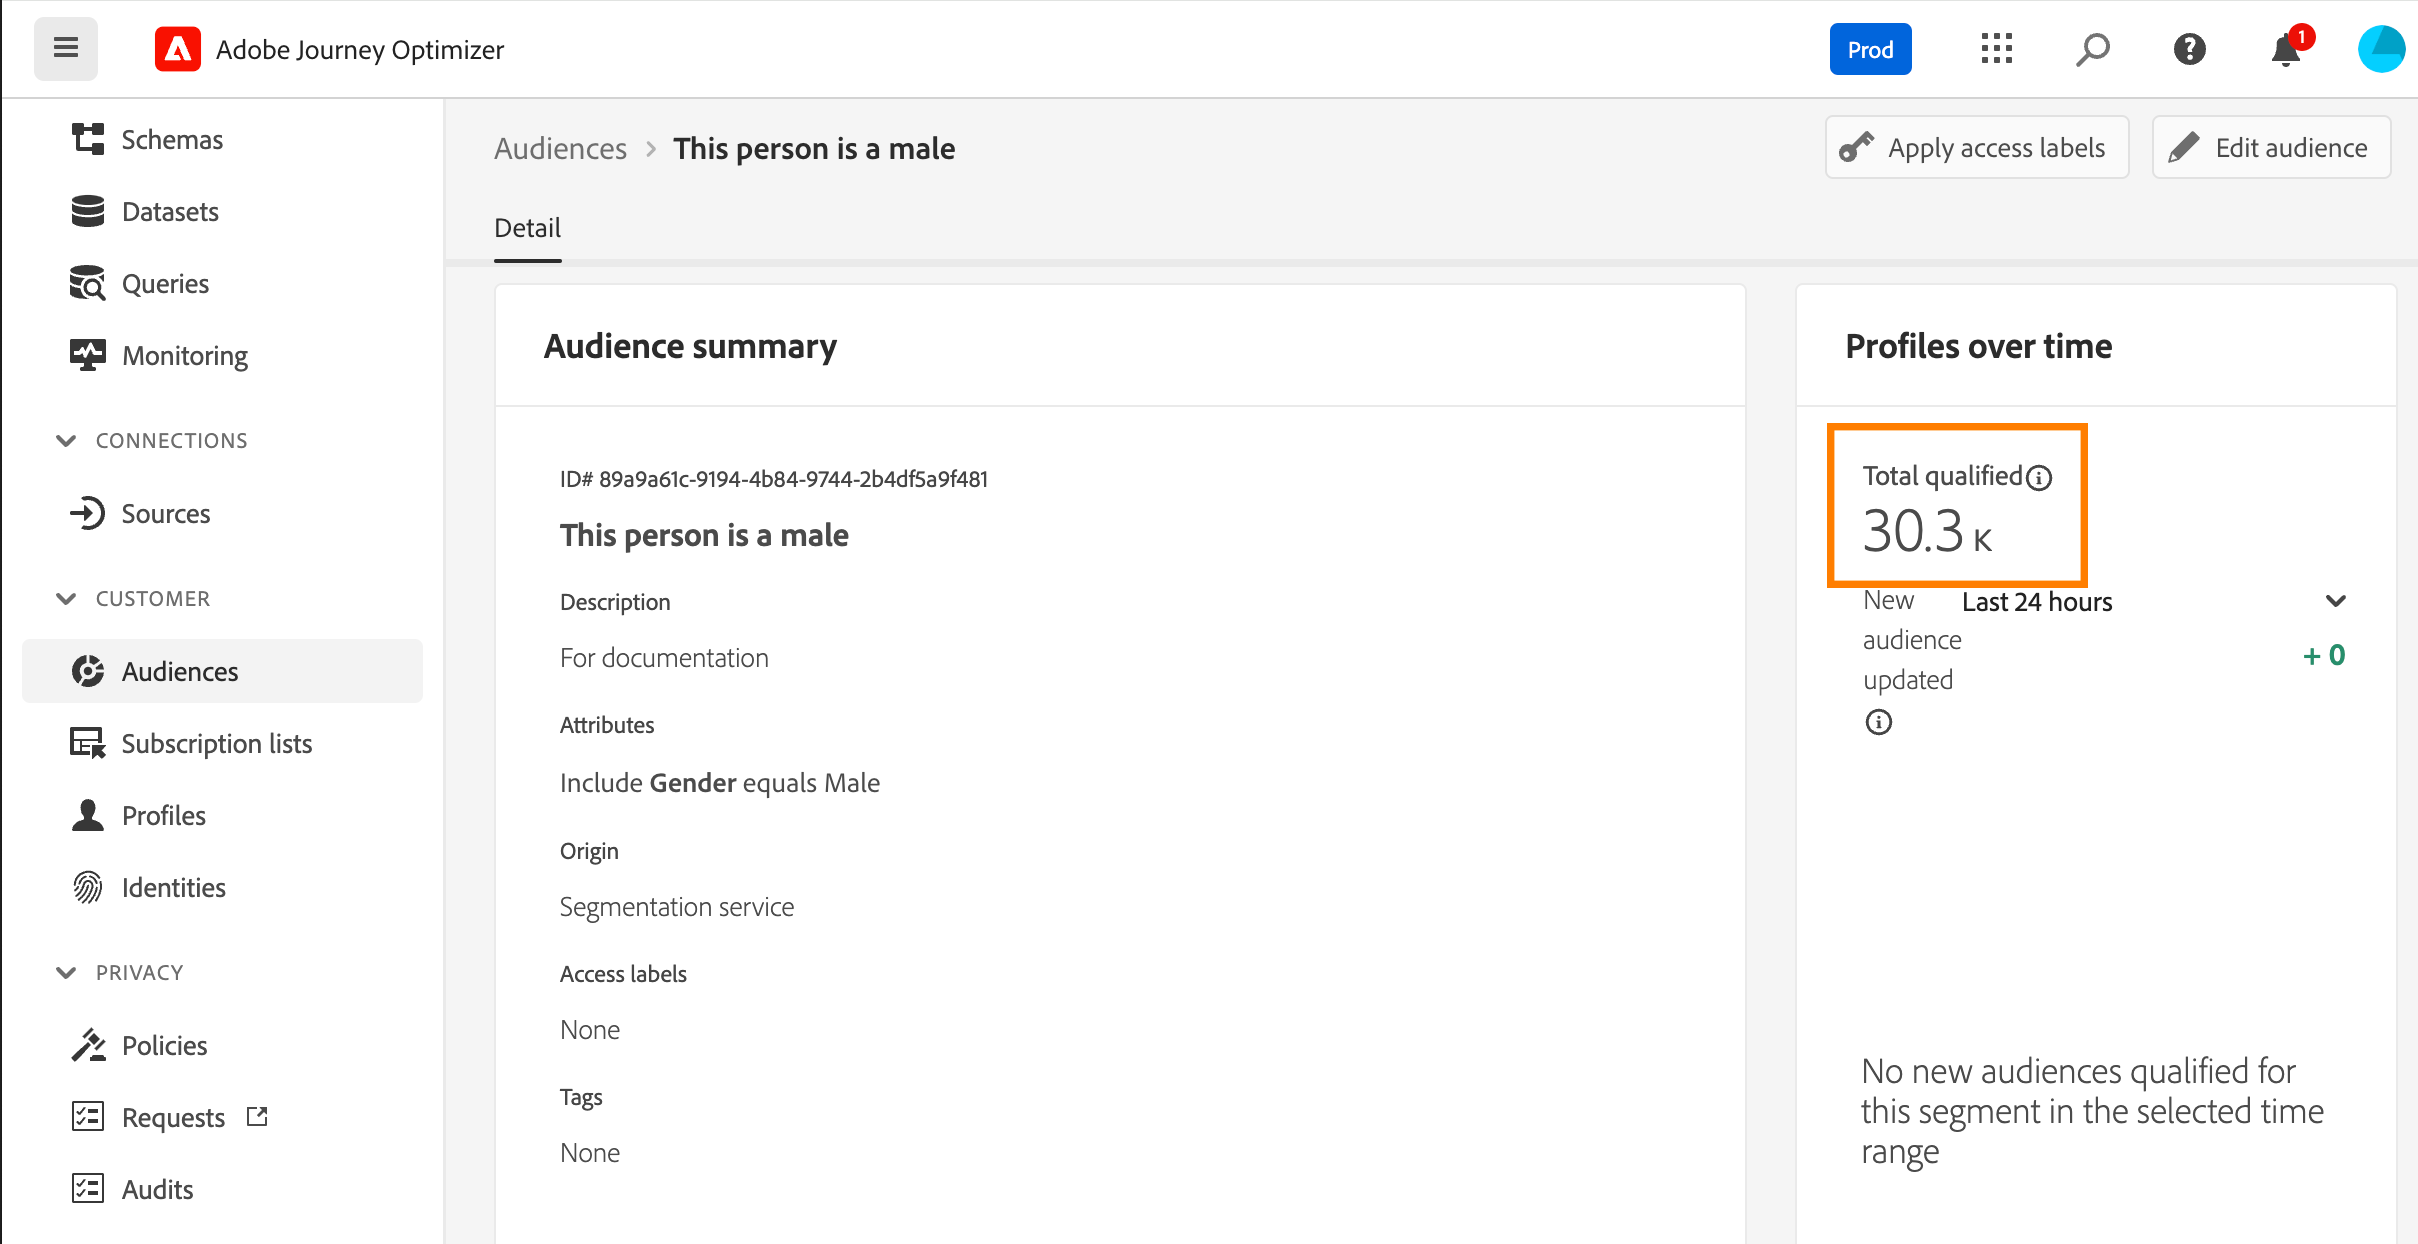 Adobe Journey Optimizer
Prod
1
Schemas
Datasets
Queries
Monitoring
CONNECTIONS
Sources
CUSTOMER
Audiences
Subscription lists
Profiles
Identities
PRIVACY
Policies
Requests
Audits
Audiences > This person is a male
Apply access labels
Edit audience
Detail
Audience summary
ID# 89a9a61c-9194-4b84-9744-2b4df5a9f481
This person is a male
Description
For documentation
Attributes
Include Gender equals Male
Origin
Segmentation service
Access labels
None
Tags
None
Profiles over time
Total qualified
30.3 K
New
audience
updated
Last 24 hours
+ 0
No new audiences qualified for
this segment in the selected time
range